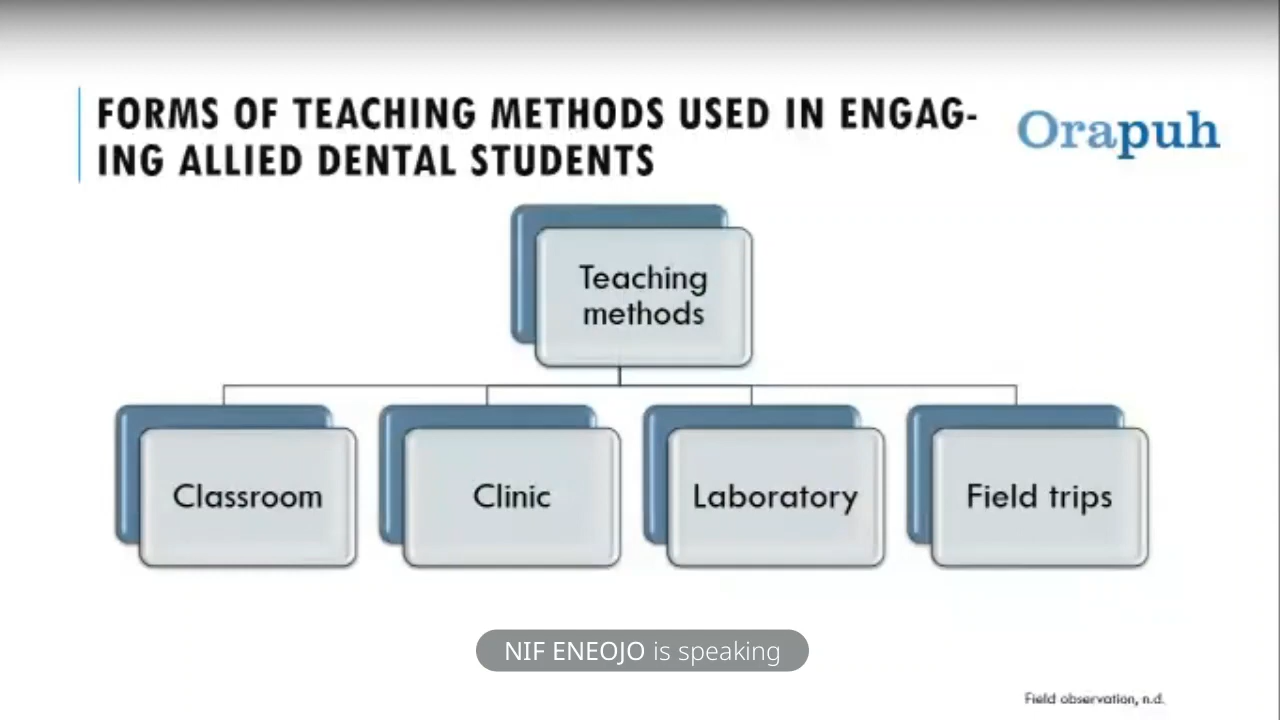 FORMS OF TEACHING METHODS USED IN ENGAG-
ING ALLIED DENTAL STUDENTS
Orapuh
Teaching
methods
Classroom
Clinic
Laboratory
Field trips
NIF ENEOJO is speaking
Field observation, n.d.